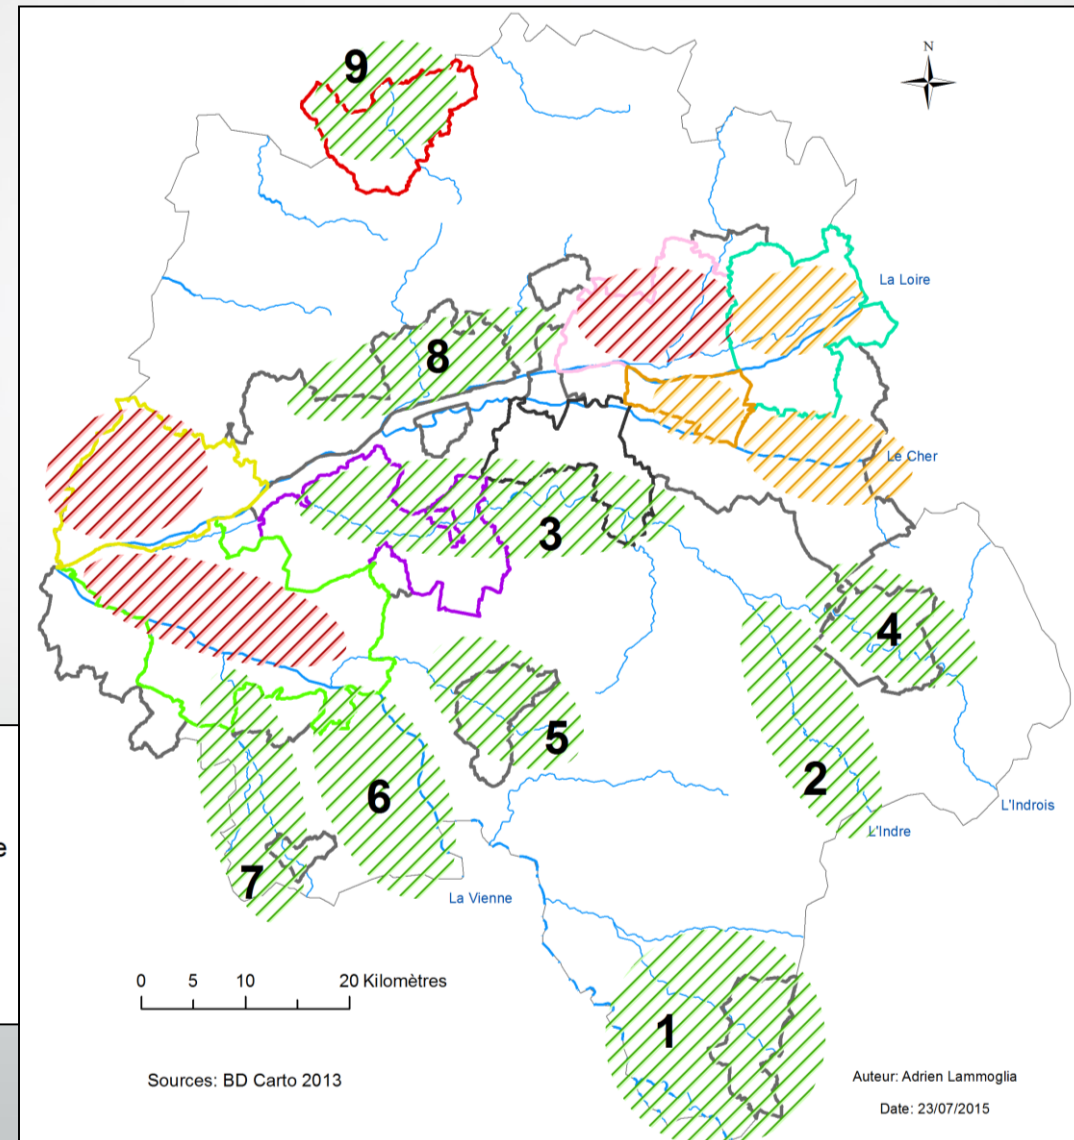 N
9
La Loire
8
Le Cher
3
4
5
2
6
L'Indrois
L'Indre
e
7
La Vienne
0 5 10 20 Kilomètres
1
Sources: BD Carto 2013
Auteur: Adrien Lammoglia
Date: 23/07/2015